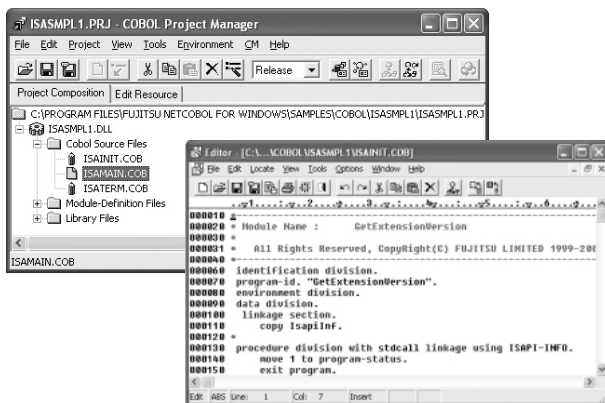 ISASMPL1.PRJ - COBOL Project Manager
File Edit Project View Tools Environment CM Help
Release
Project Composition Edit Resource
C:\PROGRAM FILES\FUJITSU NETCOBOL FOR WINDOWS\SAMPLES\COBOL\ISASMPL1\ISASMPL1.PRJ
ISASMPL1.DLL
Cobol Source Files
ISAINIT.COB
ISAMAIN.COB
ISATERM.COB
Module-Definition Files
Library Files
ISAMAIN.COB
Editor - [C:\...\COBOL\ISASMPL1\ISAINIT.COB]
File Edit Locate View Tools Options Window Help
000010 *
000020 * Module Name : GetExtensionVersion
000030 *
000031 * All Rights Reserved, CopyRight(C) FUJITSU LIMITED 1999-200
000040 *
000060 identification division.
000070 program-id. "GetExtensionVersion".
000080 environment division.
000090 data division.
000100 linkage section.
000110 copy IsapiInf.
000120 *
000130 procedure division with stdcall linkage using ISAPI-INFO.
000140 move 1 to program-status.
000150 exit program.
Edit ABS Line: 1 Col: 7 Insert